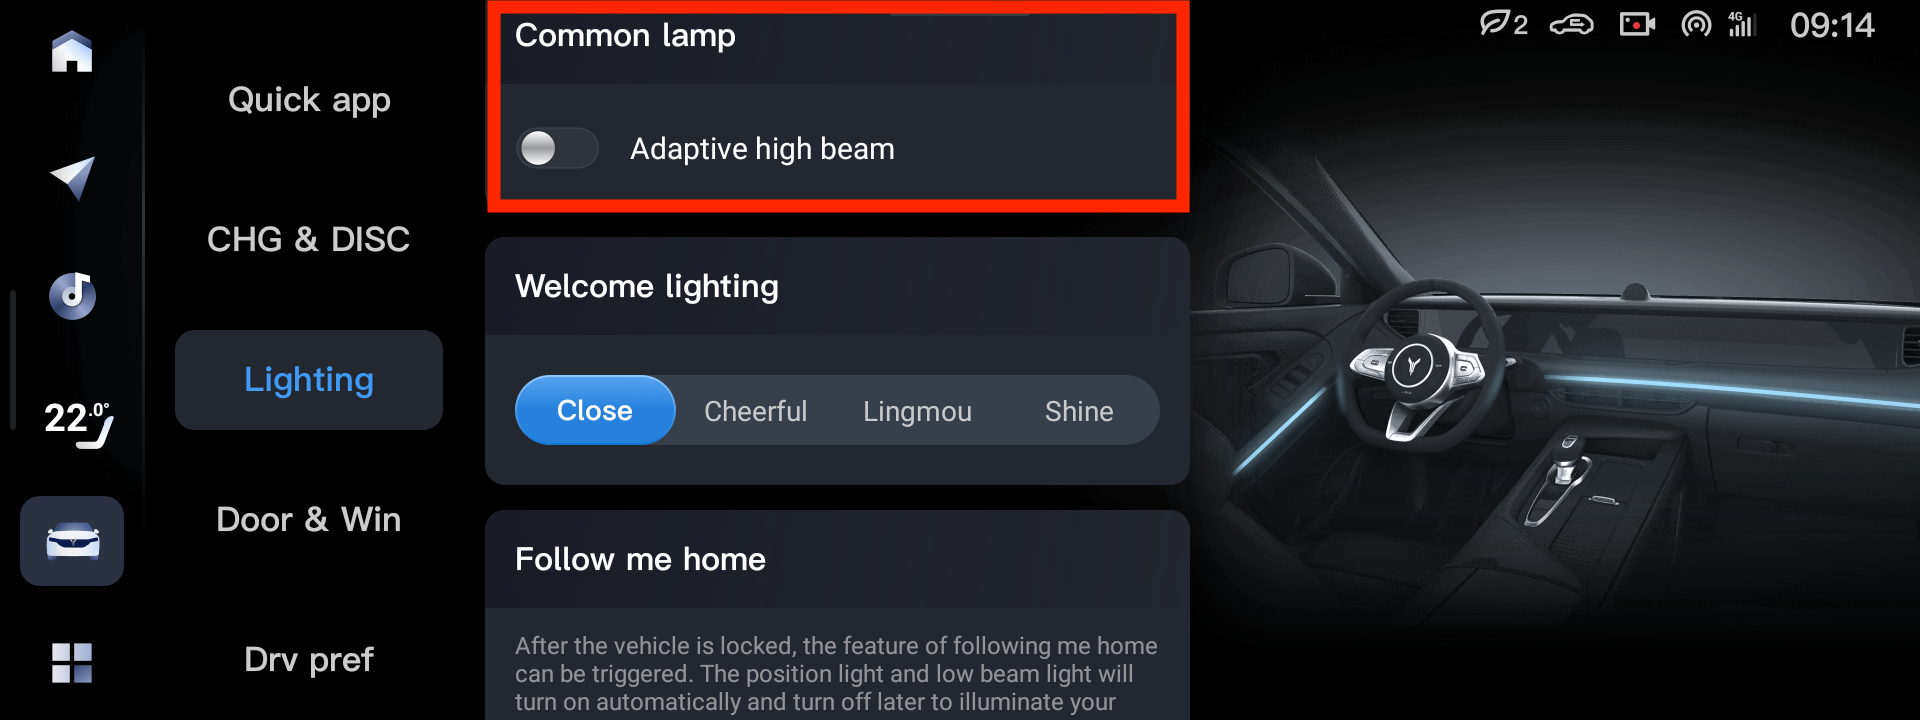 2
4G
09:14
Quick app
CHG & DISC
Lighting
Door & Win
Drv pref
22.0°
Common lamp
Adaptive high beam
Welcome lighting
Close Cheerful Lingmou Shine
Follow me home
After the vehicle is locked, the feature of following me home
can be triggered. The position light and low beam light will
turn on automatically and turn off later to illuminate your